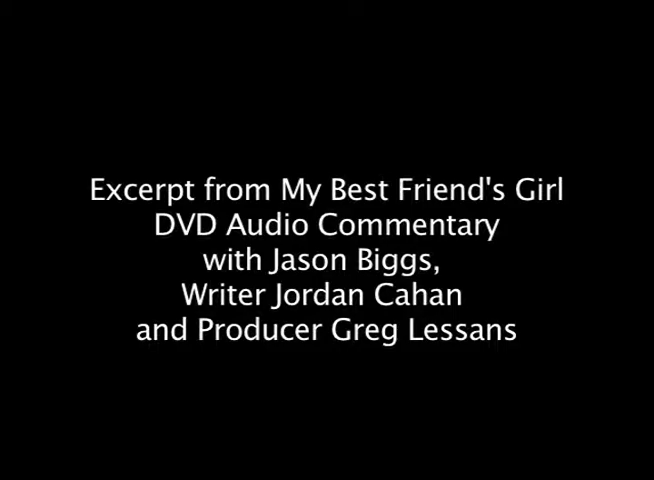 Excerpt from My Best Friend's Girl
DVD Audio Commentary
with Jason Biggs,
Writer Jordan Cahan
and Producer Greg Lessans